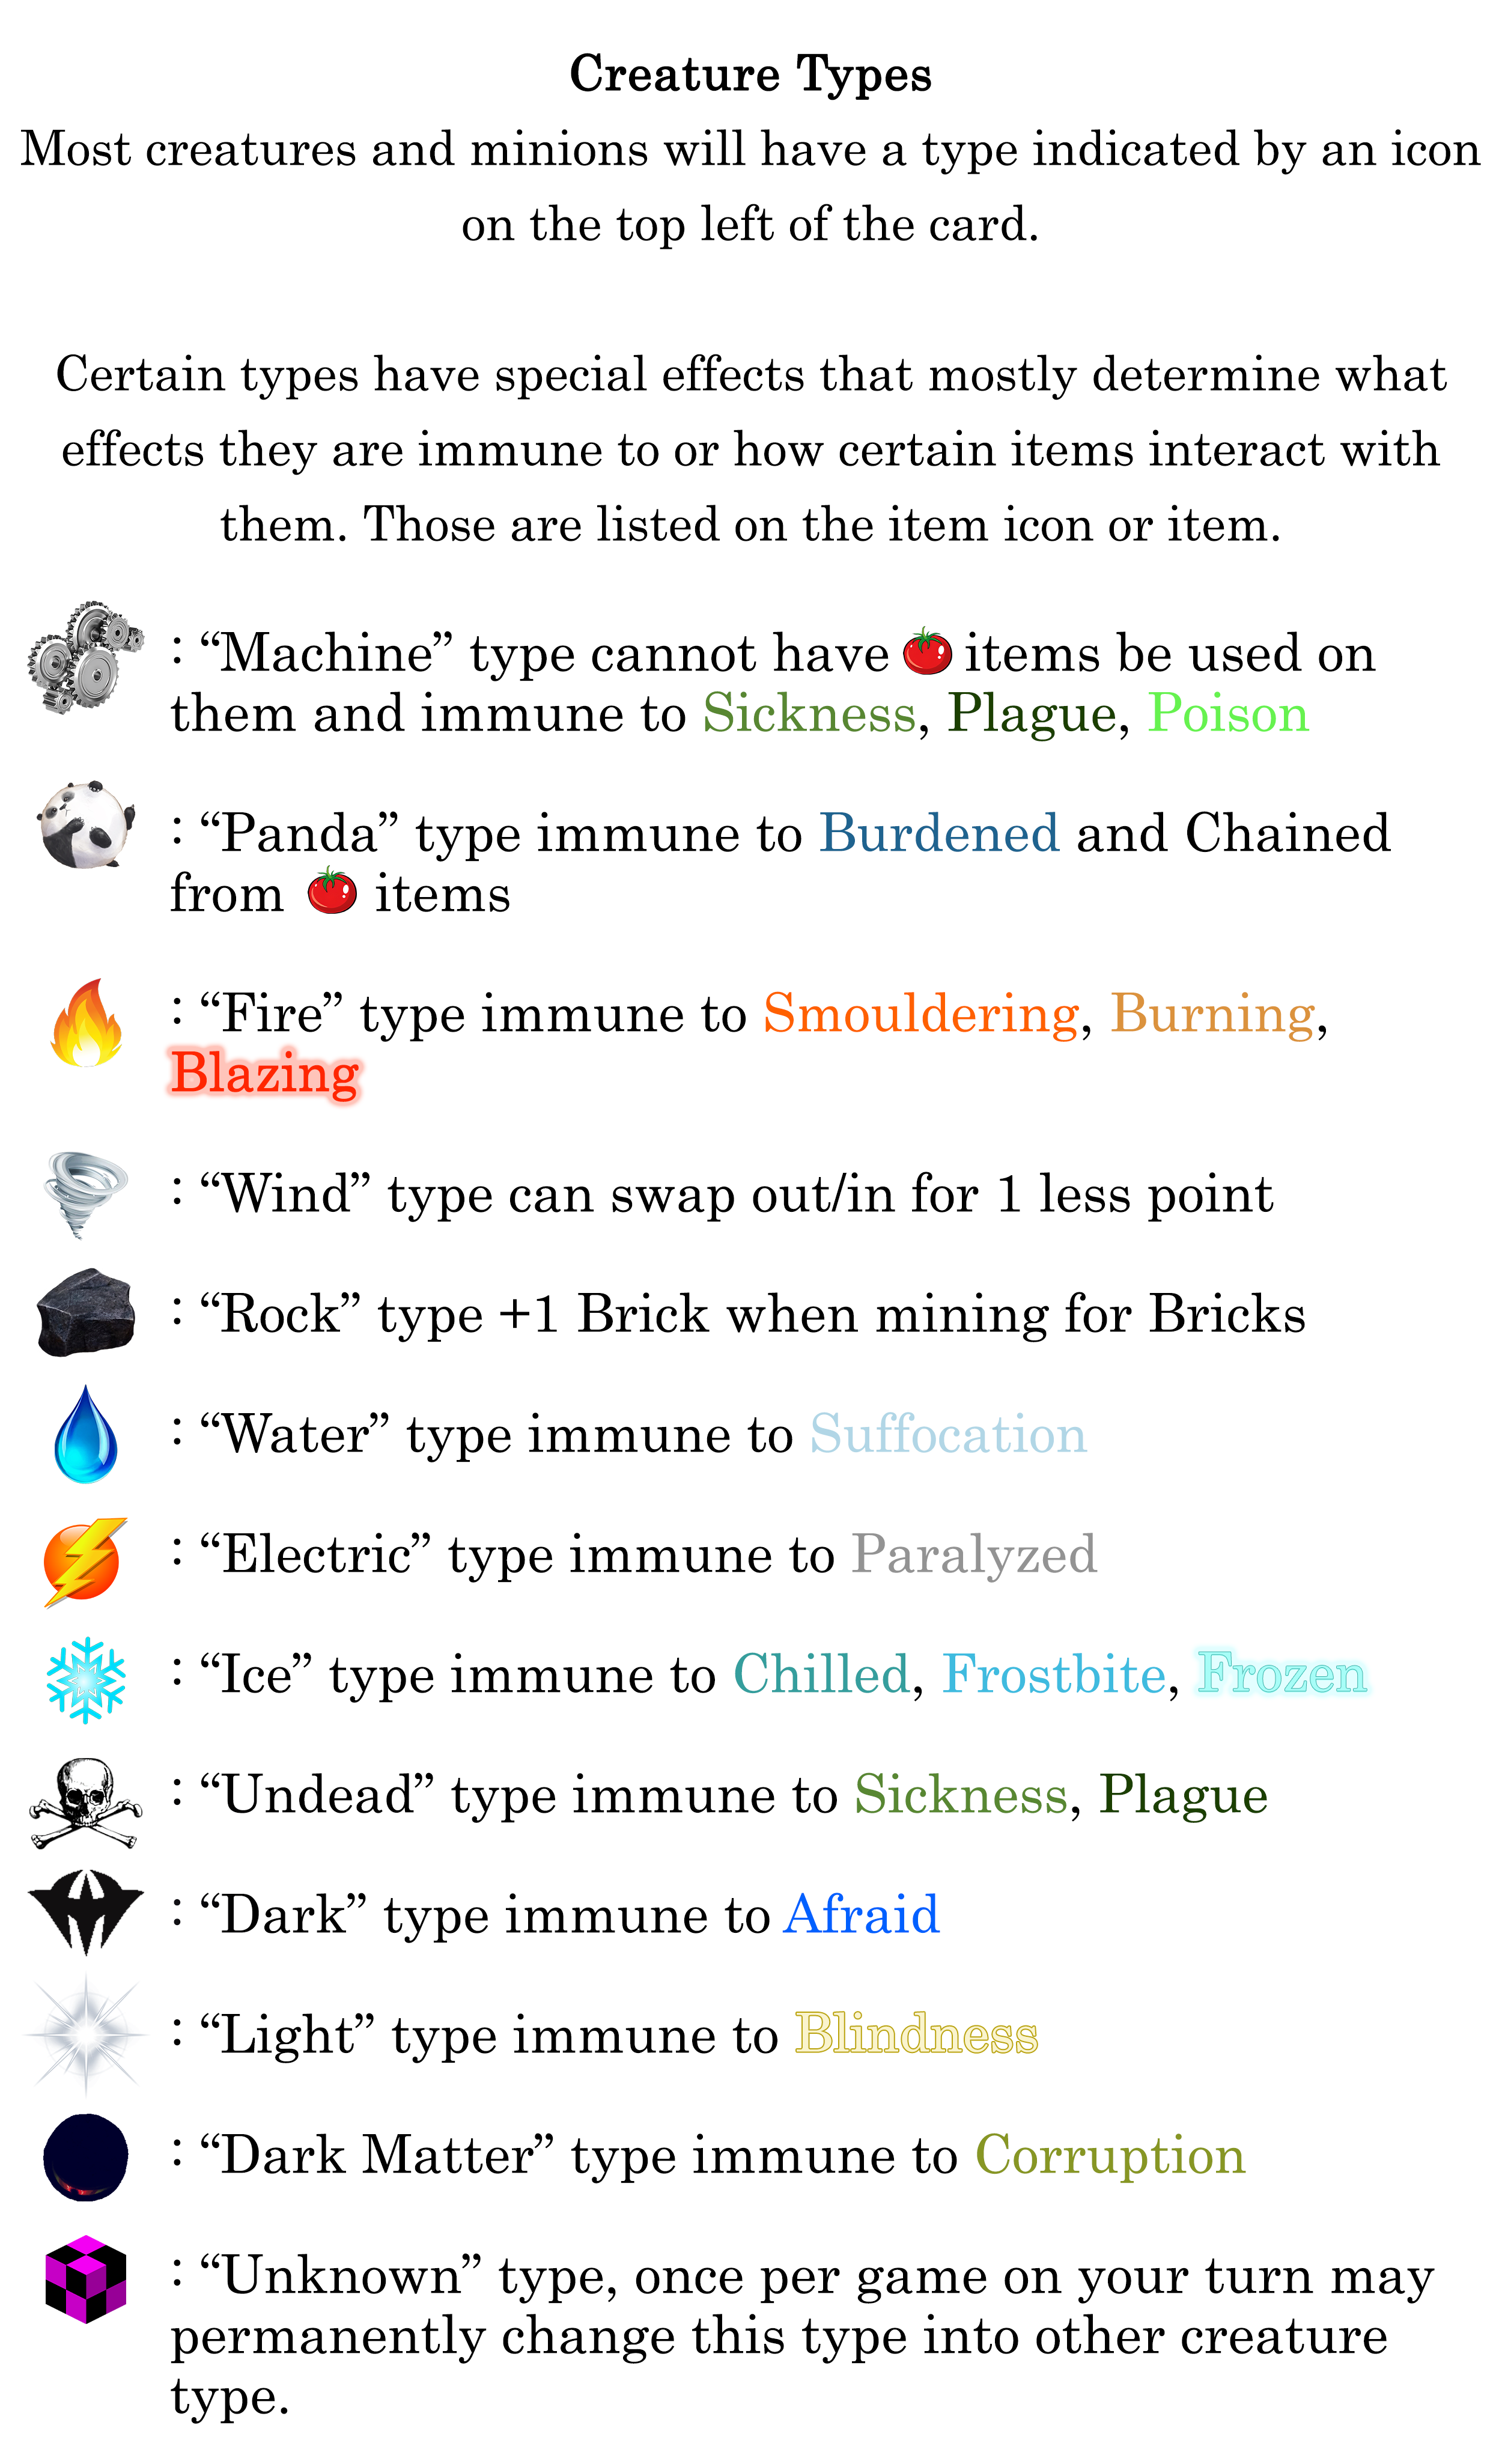 Creature Types
Most creatures and minions will have a type indicated by an icon
on the top left of the card.
Certain types have special effects that mostly determine what
effects they are immune to or how certain items interact with
them. Those are listed on the item icon or item.
: “Machine” type cannot have items be used on
them and immune to Sickness, Plague, Poison
: “Panda” type immune to Burdened and Chained
from items
: “Fire” type immune to Smouldering, Burning,
Blazing
: “Wind” type can swap out/in for 1 less point
: “Rock” type +1 Brick when mining for Bricks
: “Water” type immune to Suffocation
: “Electric” type immune to Paralyzed
: “Ice” type immune to Chilled, Frostbite, Frozen
: “Undead” type immune to Sickness, Plague
: “Dark” type immune to Afraid
: “Light” type immune to Blindness
: “Dark Matter” type immune to Corruption
: “Unknown” type, once per game on your turn may
permanently change this type into other creature
type.